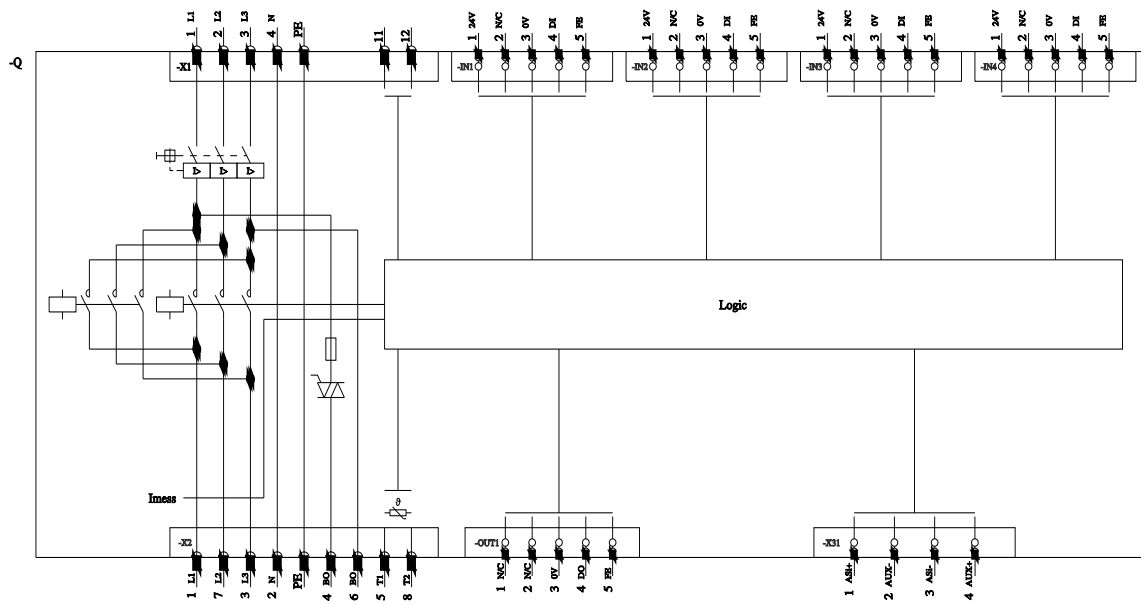 1 L1
2 L2
3 L3
4 N
PE
11
12
1 24V
2 N/C
3 0V
4 DI
5 FE
1 24V
2 N/C
3 0V
4 DI
5 FE
1 24V
2 N/C
3 0V
4 DI
5 FE
1 24V
2 N/C
3 0V
4 DI
5 FE
-Q
-X1
-IN1
-IN2
-IN3
-IN4
I>
I>
I>
Logic
Imess
ϑ
-X2
-OUT1
-X31
1 L1
7 L2
3 L3
2 N
PE
4 BO
6 BO
5 T1
8 T2
1 N/C
2 N/C
3 0V
4 DO
5 FE
1 ASi+
2 AUX-
3 ASi-
4 AUX+